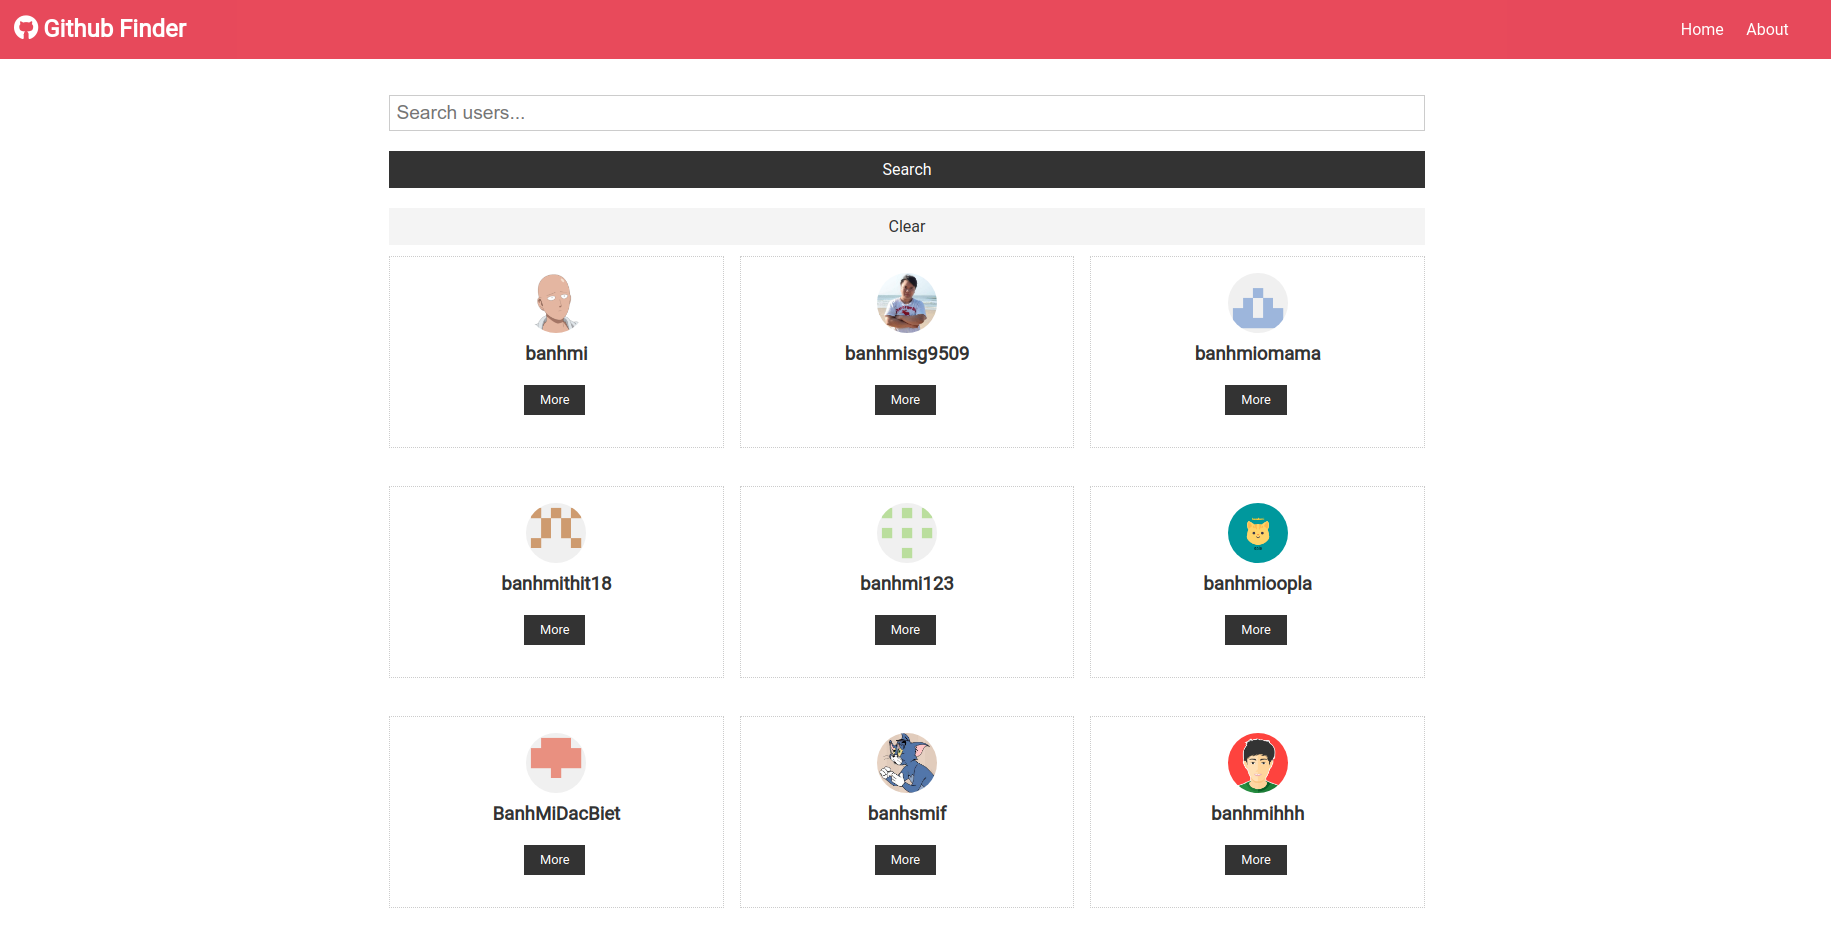 Github Finder
Home
About
Search users...
Search
Clear
banhmi
banhmisg9509
banhmiomama
More
More
More
banhmithit18
banhmi123
banhmioopla
More
More
More
BanhMiDacBiet
banhsmif
banhmihhh
More
More
More